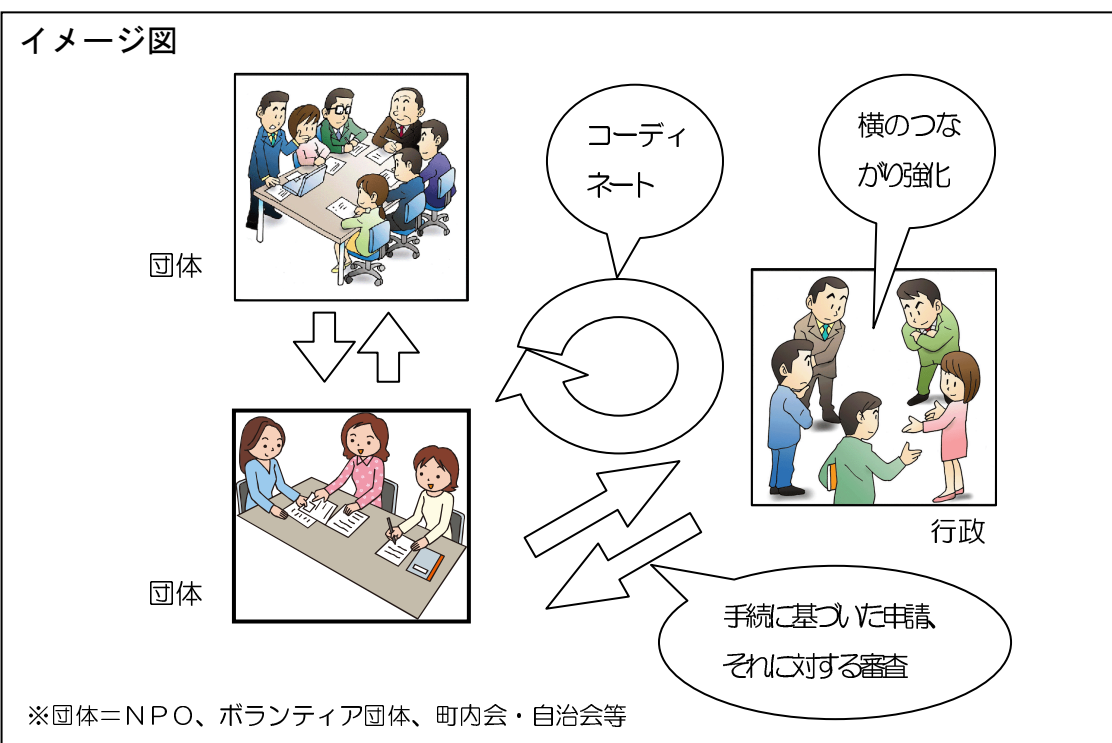 イメージ図
コーディ
ネート
横のつな
がり強化
団体
行政
団体
手続に基づいた申請、
それに対する審査
※団体＝ＮＰＯ、ボランティア団体、町内会・自治会等